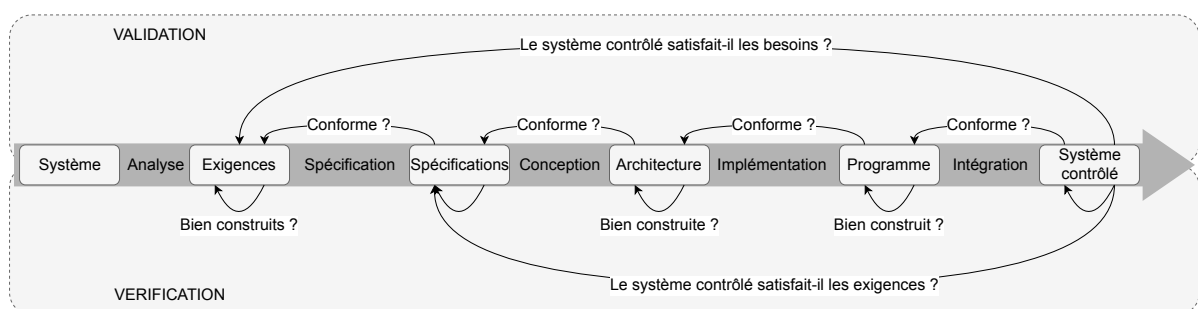 VALIDATION
Le système contrôlé satisfait-il les besoins ?
Conforme ?
Conforme ?
Conforme ?
Conforme ?
Système
Analyse
Exigences
Spécification
Spécifications
Conception
Architecture
Implémentation
Programme
Intégration
Système
contrôlé
Bien construits ?
Bien construite ?
Bien construit ?
Le système contrôlé satisfait-il les exigences ?
VERIFICATION